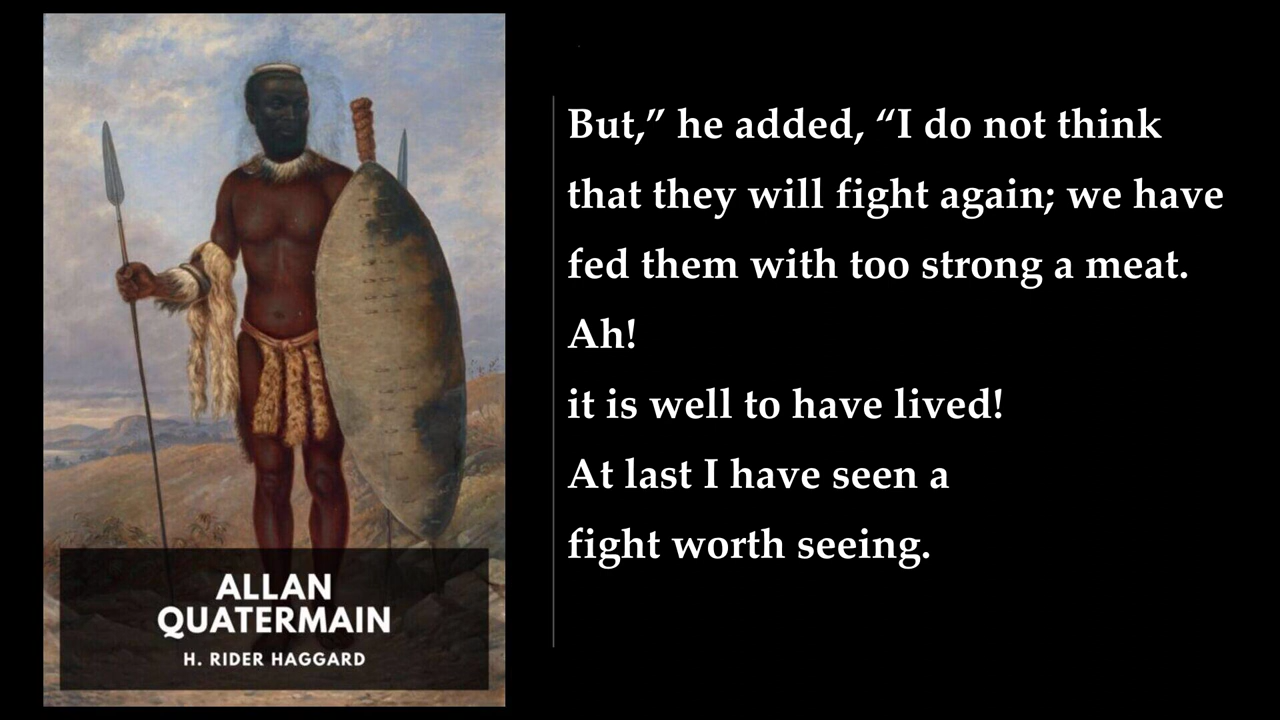 ALLAN
QUATERMAIN
H. RIDER HAGGARD
But,” he added, “I do not think
that they will fight again; we have
fed them with too strong a meat.
Ah!
it is well to have lived!
At last I have seen a
fight worth seeing.